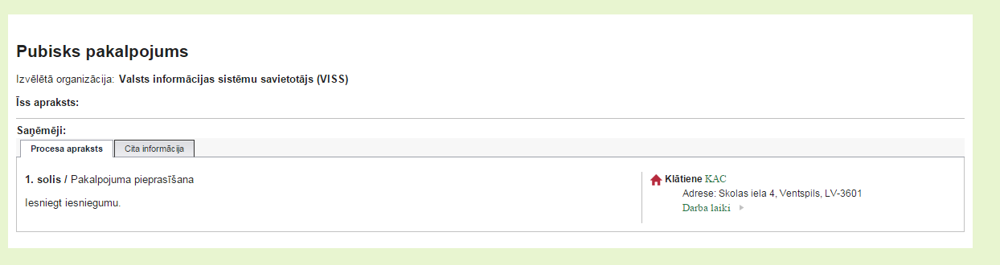 Pubisks pakalpojums
Izvēlētā organizācija: Valsts informācijas sistēmu savietotājs (VISS)
Īss apraksts:
Saņēmēji:
Procesa apraksts Cita informācija
1. solis / Pakalpojuma pieprasīšana
Iesniegt iesniegumu.
Klātiene KAC
Adrese: Skolas iela 4, Ventspils, LV-3601
Darba laiki